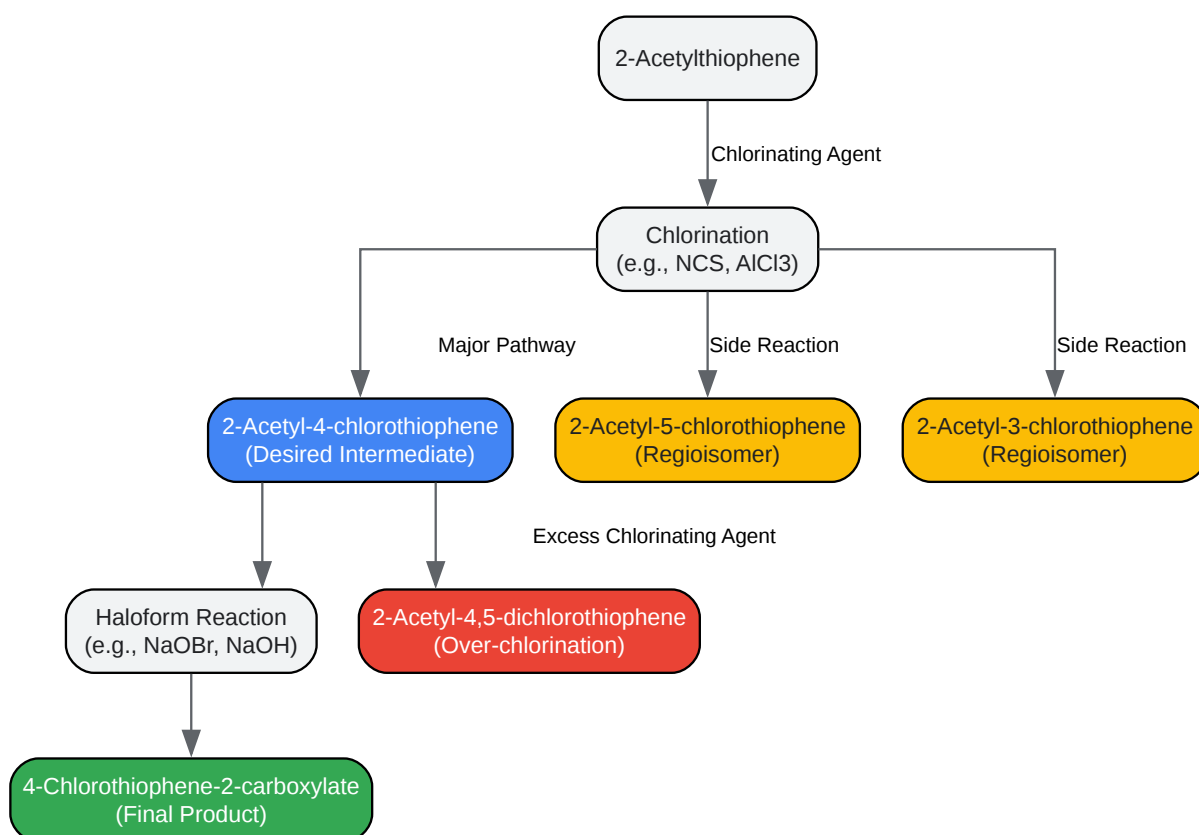 2-Acetylthiophene
Chlorinating Agent
Chlorination
(e.g., NCS, AlCl3)
Major Pathway
Side Reaction
Side Reaction
2-Acetyl-4-chlorothiophene
(Desired Intermediate)
2-Acetyl-5-chlorothiophene
(Regioisomer)
2-Acetyl-3-chlorothiophene
(Regioisomer)
Excess Chlorinating Agent
Haloform Reaction
(e.g., NaOBr, NaOH)
2-Acetyl-4,5-dichlorothiophene
(Over-chlorination)
4-Chlorothiophene-2-carboxylate
(Final Product)